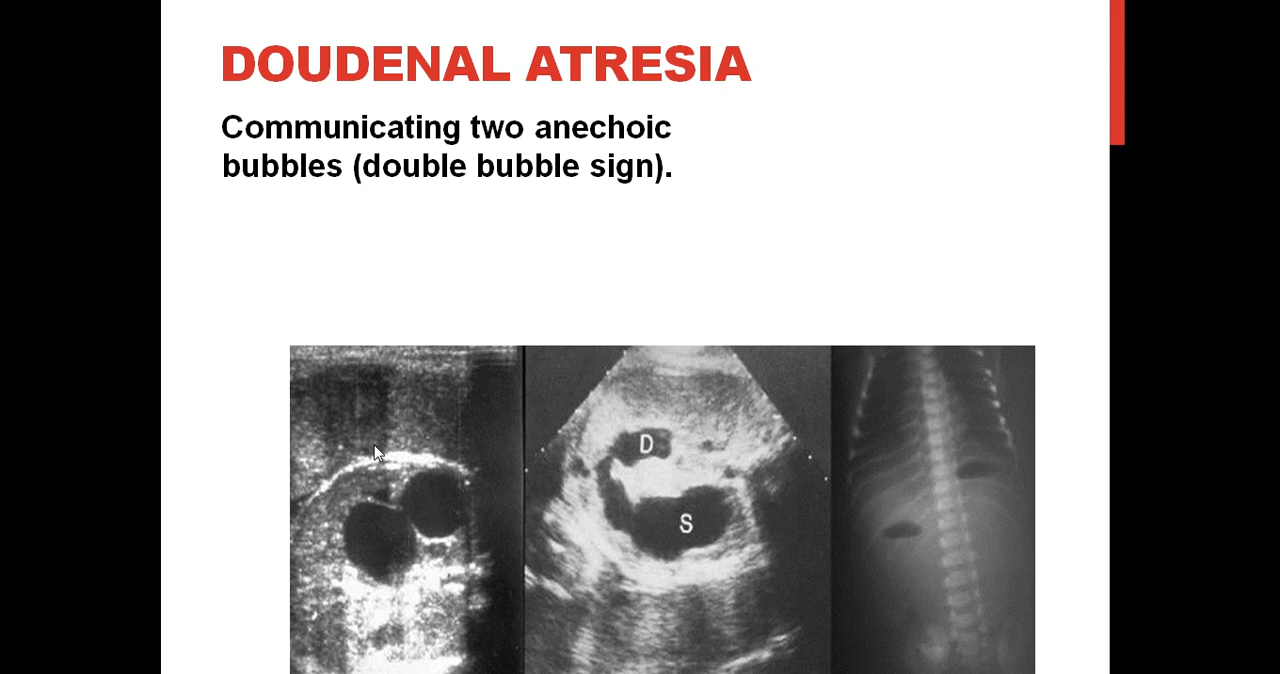 DOUDENAL ATRESIA
Communicating two anechoic
bubbles (double bubble sign).
D
S